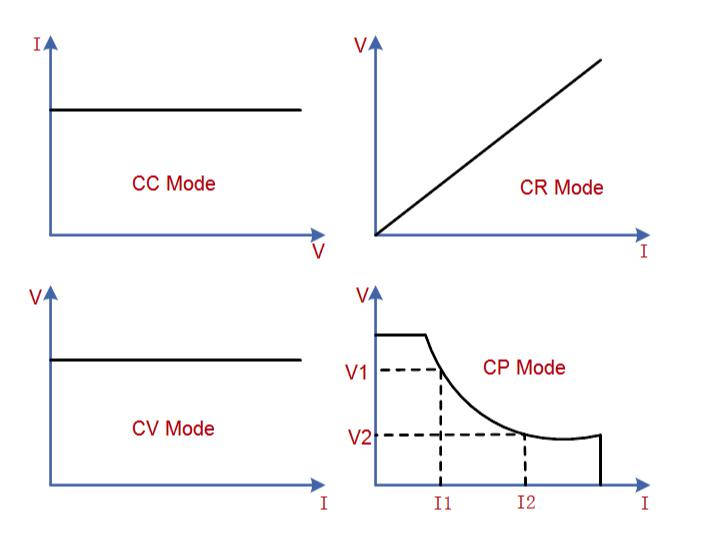 I
CC Mode
V
V
CR Mode
I
V
CV Mode
I
V
V1
CP Mode
V2
I1
I2
I